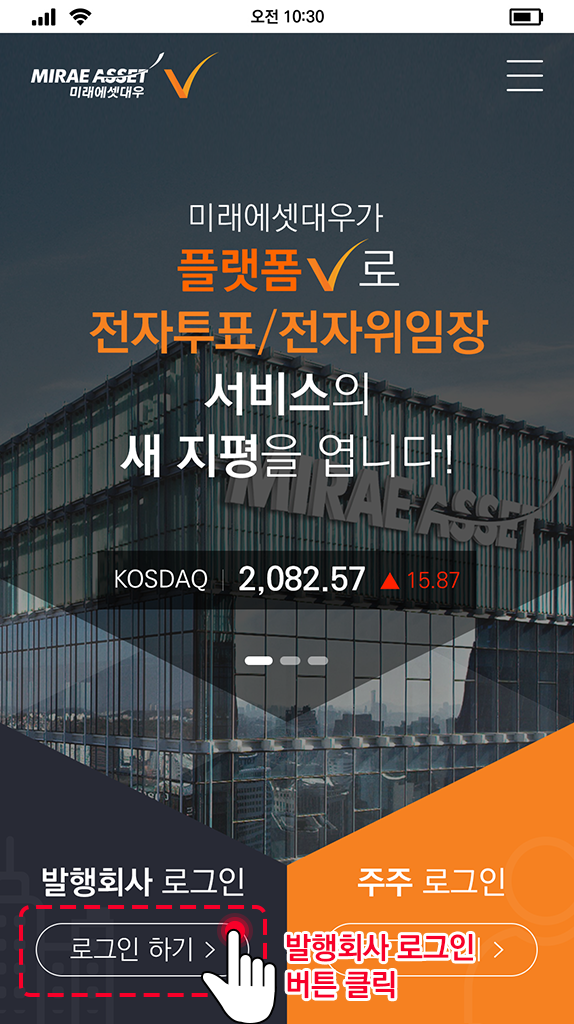 오전 10:30
MIRAE ASSET
미래에셋대우
미래에셋대우가
플랫폼 V로
전자투표/전자위임장
서비스의
새 지평을 엽니다!
MIRAE ASSET
KOSDAQ | 2,082.57 ▲ 15.87
발행회사 로그인
로그인 하기 >
주주 로그인
발행회사 로그인
버튼 클릭